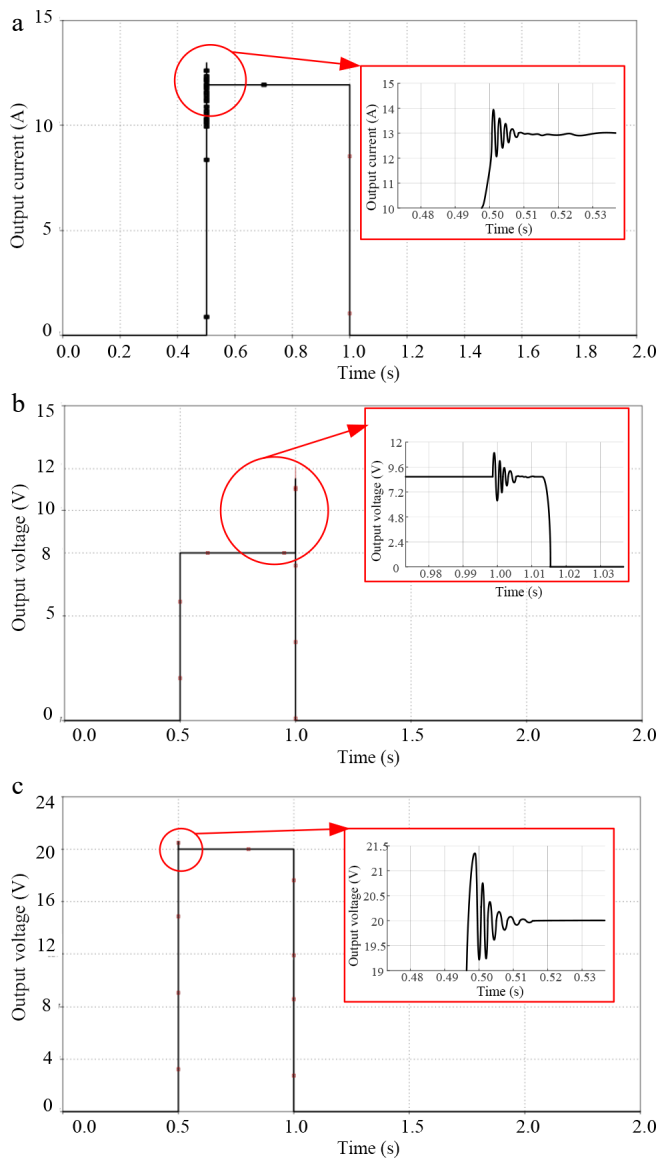 a
15
10
5
0
Output current (A)
0.0 0.4 0.6 0.8 1.0 1.2 1.4 1.6 1.8 2.0
Time (s)
15
14
13
12
11
10
Output current (A)
0.48 0.49 0.50 0.51 0.52 0.53
Time (s)
b
15
12
10
8
5
0
Output voltage (V)
0.0 0.5 1.0 1.5 2.0 2.0
Time (s)
12
9.6
7.2
4.8
2.4
0
Output voltage (V)
0.98 0.99 1.00 1.01 1.02 1.03
Time (s)
c
24
20
16
12
8
4
0
Output voltage (V)
0.0 0.5 1.0 1.5 2.0 2.0
Time (s)
21.5
21
20.5
20
19.5
19
Output voltage (V)
0.48 0.49 0.50 0.51 0.52 0.53
Time (s)